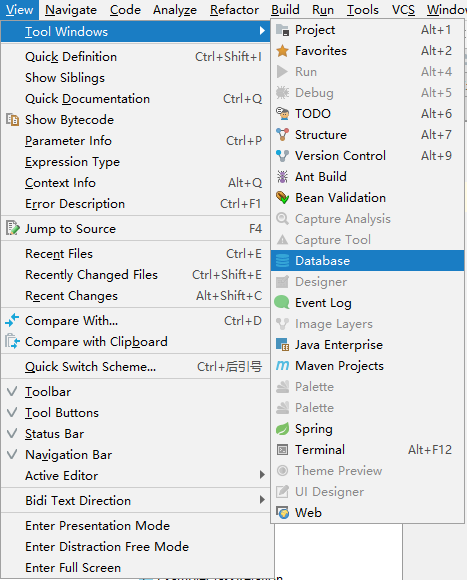 View Navigate Code Analyze Refactor Build Run Tools VCS Window
Tool Windows
Quick Definition Ctrl+Shift+I
Show Siblings
Quick Documentation Ctrl+Q
Show Bytecode
Parameter Info Ctrl+P
Expression Type
Context Info Alt+Q
Error Description Ctrl+F1
Jump to Source F4
Recent Files Ctrl+E
Recently Changed Files Ctrl+Shift+E
Recent Changes Alt+Shift+C
Compare With... Ctrl+D
Compare with Clipboard
Quick Switch Scheme... Ctrl+后引号
Toolbar
Tool Buttons
Status Bar
Navigation Bar
Active Editor
Bidi Text Direction
Enter Presentation Mode
Enter Distraction Free Mode
Enter Full Screen
Project Alt+1
Favorites Alt+2
Run Alt+4
Debug Alt+5
TODO Alt+6
Structure Alt+7
Version Control Alt+9
Ant Build
Bean Validation
Capture Analysis
Capture Tool
Database
Designer
Event Log
Image Layers
Java Enterprise
Maven Projects
Palette
Palette
Spring
Terminal Alt+F12
Theme Preview
UI Designer
Web